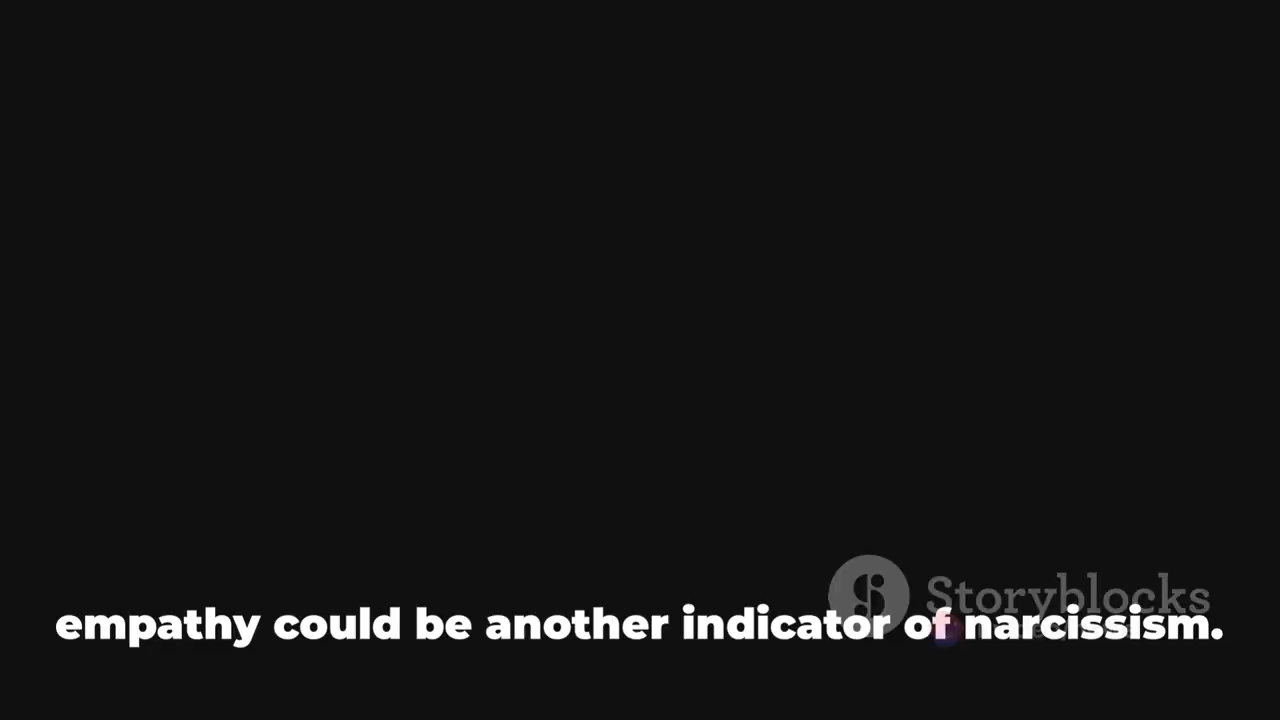 Storyblocks
empathy could be another indicator of narcissism.